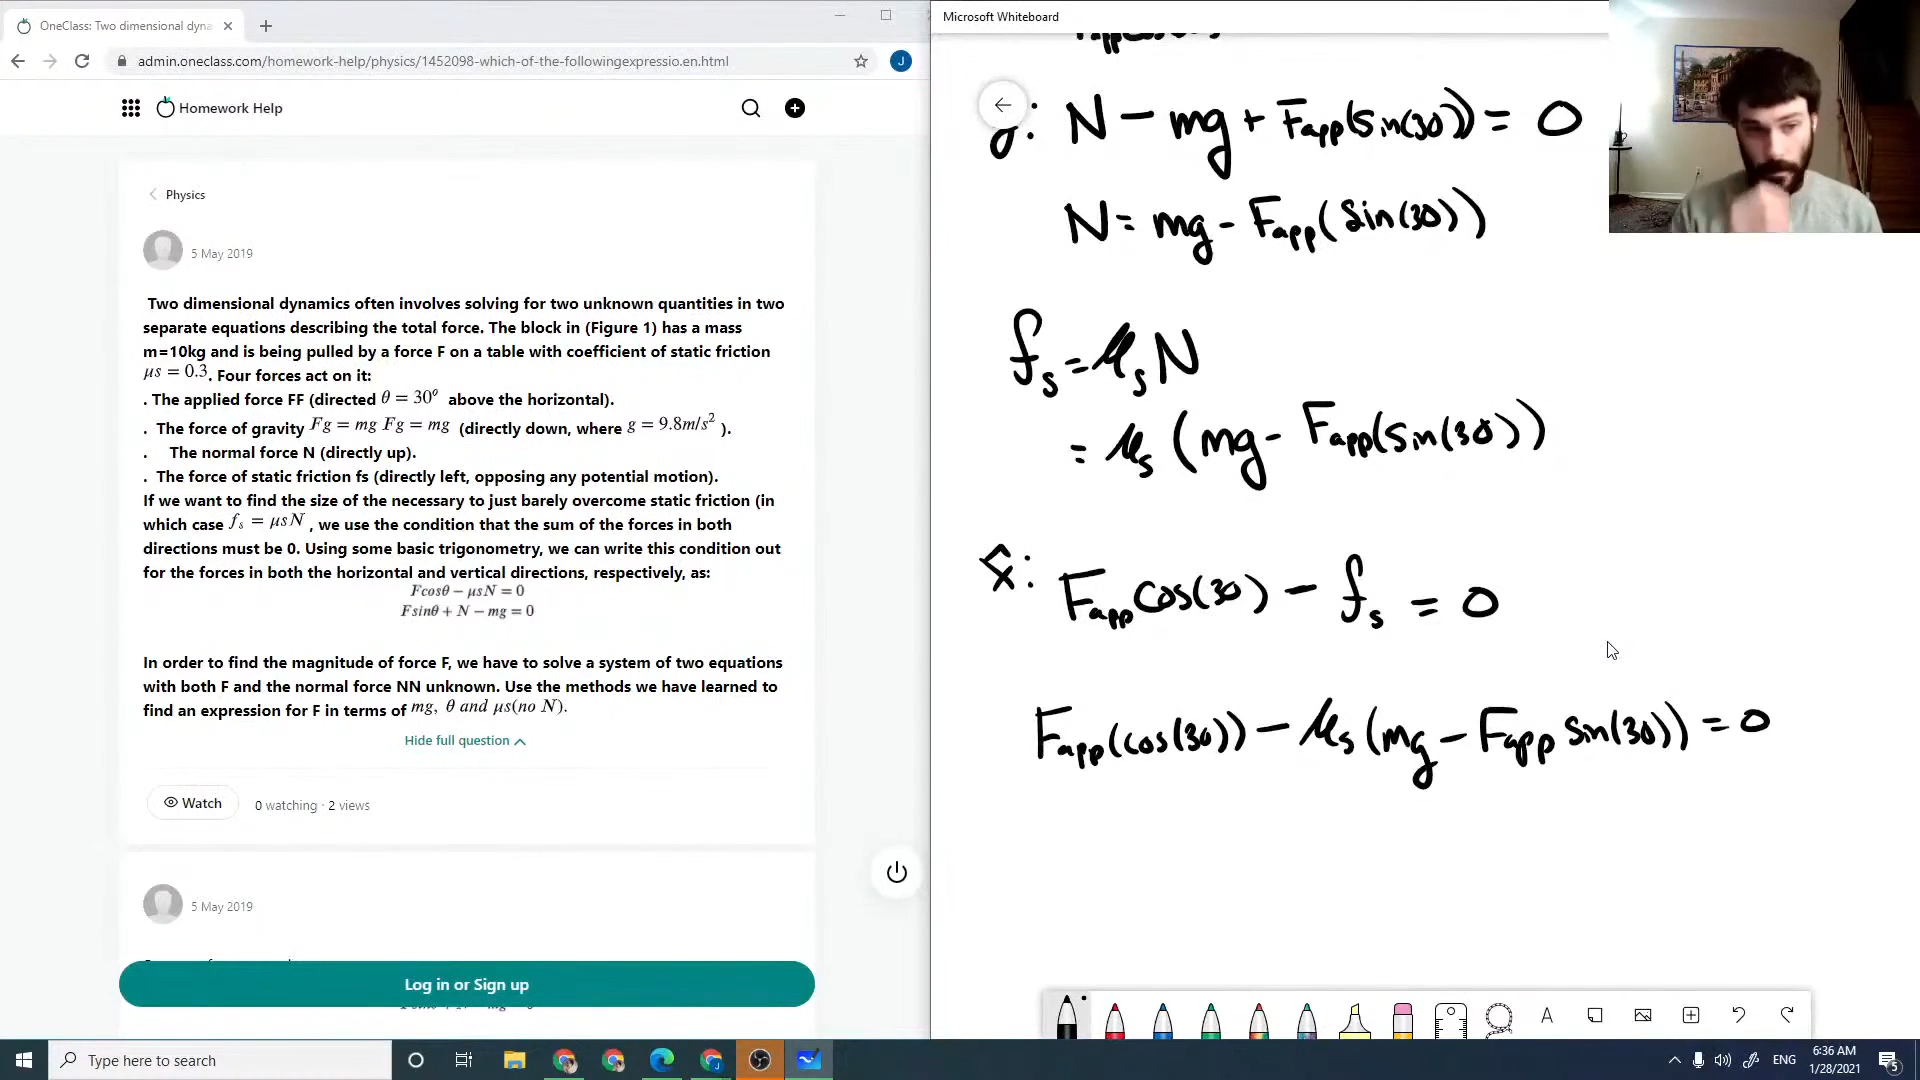 OneClass: Two dimensional dyna
admin.oneclass.com/homework-help/physics/1452098-which-of-the-followingexpressio.en.html
J
Homework Help
Physics
5 May 2019
Two dimensional dynamics often involves solving for two unknown quantities in two
separate equations describing the total force. The block in (Figure 1) has a mass
m=10kg and is being pulled by a force F on a table with coefficient of static friction
μs = 0.3. Four forces act on it:
. The applied force FF (directed θ = 30° above the horizontal).
. The force of gravity Fg = mg Fg = mg (directly down, where g = 9.8m/s² ).
. The normal force N (directly up).
. The force of static friction fs (directly left, opposing any potential motion).
If we want to find the size of the necessary to just barely overcome static friction (in
which case fₛ = μsN , we use the condition that the sum of the forces in both
directions must be 0. Using some basic trigonometry, we can write this condition out
for the forces in both the horizontal and vertical directions, respectively, as:
Fcosθ − μsN = 0
Fsinθ + N − mg = 0
In order to find the magnitude of force F, we have to solve a system of two equations
with both F and the normal force NN unknown. Use the methods we have learned to
find an expression for F in terms of mg, θ and μs(no N).
Hide full question
Watch
0 watching · 2 views
5 May 2019
Log in or Sign up
Microsoft Whiteboard
y: N − mg + Fapp(sin(30)) = 0
N = mg − Fapp(sin(30))
fₛ = μₛN
= μₛ(mg − Fapp(sin(30))
x: Fapp cos(30) − fₛ = 0
Fapp(cos(30)) − μₛ(mg − Fapp sin(30)) = 0
A
Type here to search
J
ENG
6:36 AM
1/28/2021
5